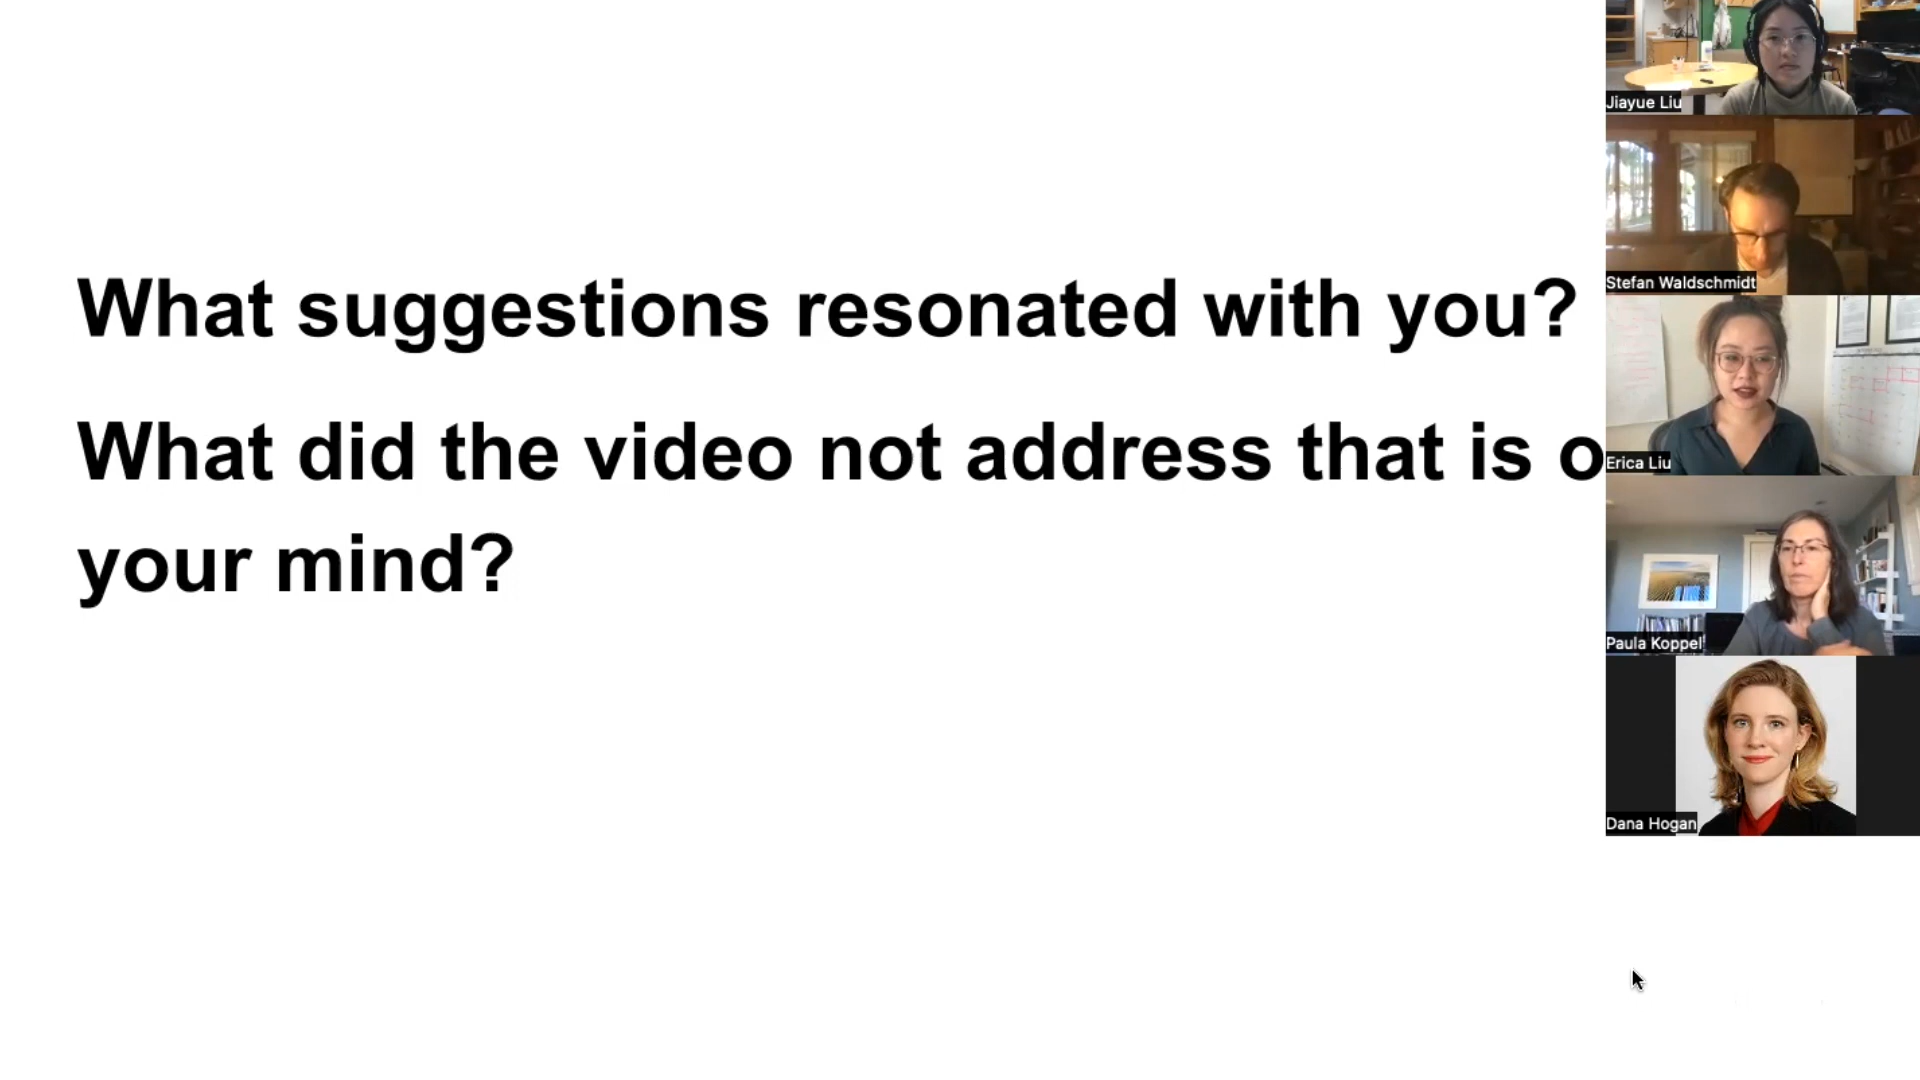 What suggestions resonated with you?
What did the video not address that is o
your mind?
Jiayue Liu
Stefan Waldschmidt
Erica Liu
Paula Koppel
Dana Hogan